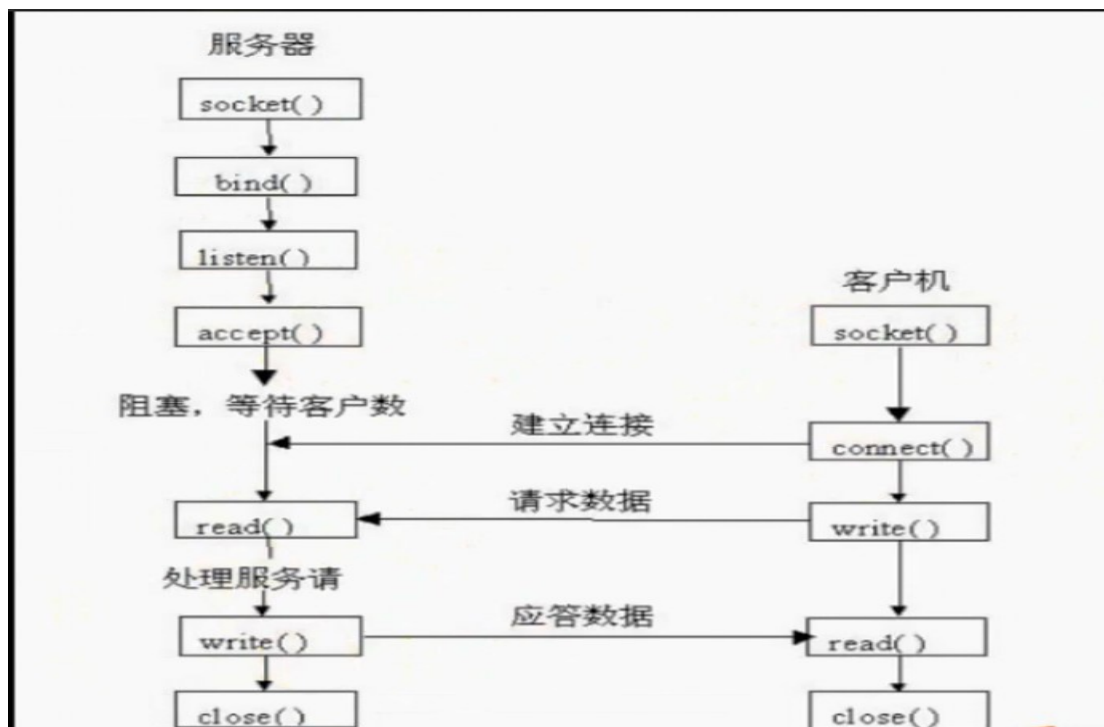 服务器
socket( )
bind( )
listen( )
accept( )
阻塞，等待客户数
read( )
处理服务请
write( )
close( )
客户机
socket( )
connect( )
write( )
read( )
close( )
建立连接
请求数据
应答数据